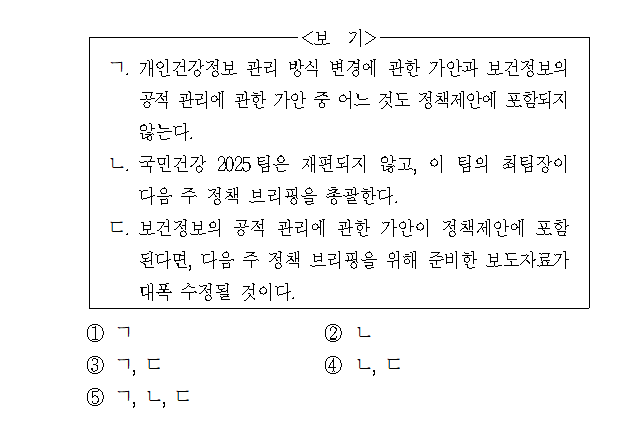 <보 기>
ㄱ. 개인건강정보 관리 방식 변경에 관한 가안과 보건정보의
공적 관리에 관한 가안 중 어느 것도 정책제안에 포함되지
않는다.
ㄴ. 국민건강 2025팀은 재편되지 않고, 이 팀의 최팀장이
다음 주 정책 브리핑을 총괄한다.
ㄷ. 보건정보의 공적 관리에 관한 가안이 정책제안에 포함
된다면, 다음 주 정책 브리핑을 위해 준비한 보도자료가
대폭 수정될 것이다.
① ㄱ ② ㄴ
③ ㄱ, ㄷ ④ ㄴ, ㄷ
⑤ ㄱ, ㄴ, ㄷ